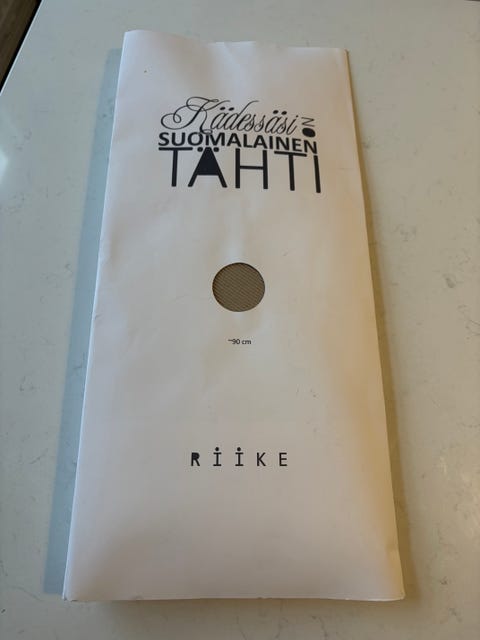 Kädessäsi on
SUOMALAINEN
TÄHTI
~90 cm
RiiKE